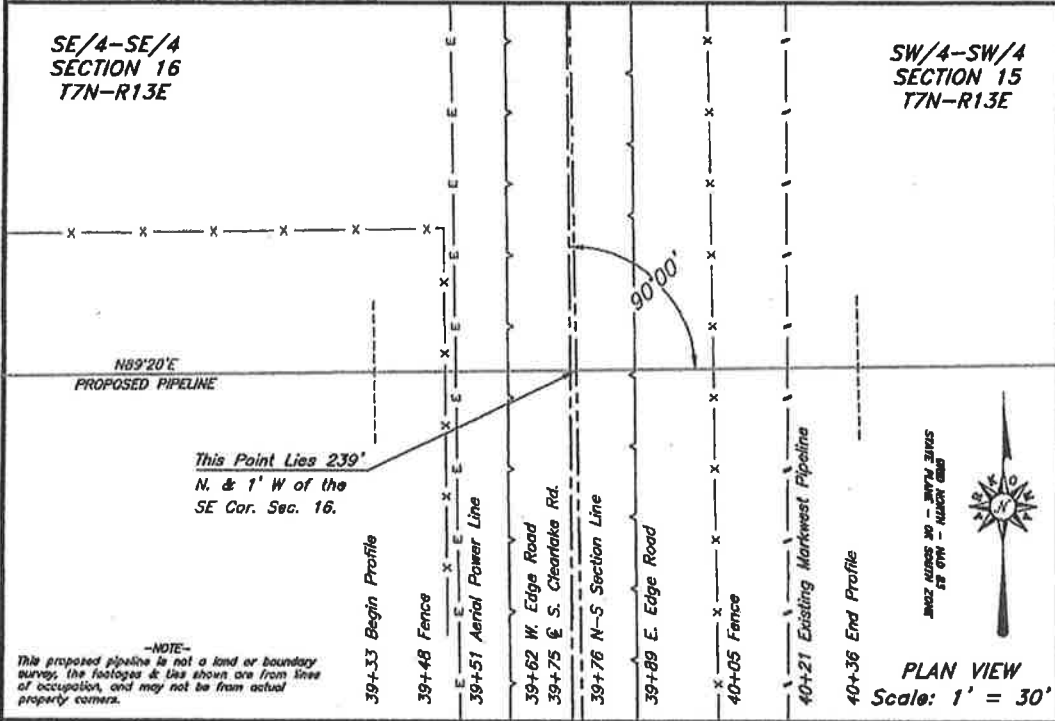 SE/4-SE/4
SECTION 16
T7N-R13E
SW/4-SW/4
SECTION 15
T7N-R13E
90°00'
N89°20'E
PROPOSED PIPELINE
This Point Lies 239'
N. & 1' W of the
SE Cor. Sec. 16.
39+33 Begin Profile
39+48 Fence
39+51 Aerial Power Line
39+62 W. Edge Road
39+75 ℄ S. Clearlake Rd.
39+76 N-S Section Line
39+89 E. Edge Road
40+05 Fence
40+21 Existing Markwest Pipeline
40+36 End Profile
GRID NORTH - NAD 83
STATE PLANE - OK SOUTH ZONE
ARKOMA
N
-NOTE-
This proposed pipeline is not a land or boundary
survey, the footages & ties shown are from lines
of occupation, and may not be from actual
property corners.
PLAN VIEW
Scale: 1' = 30'